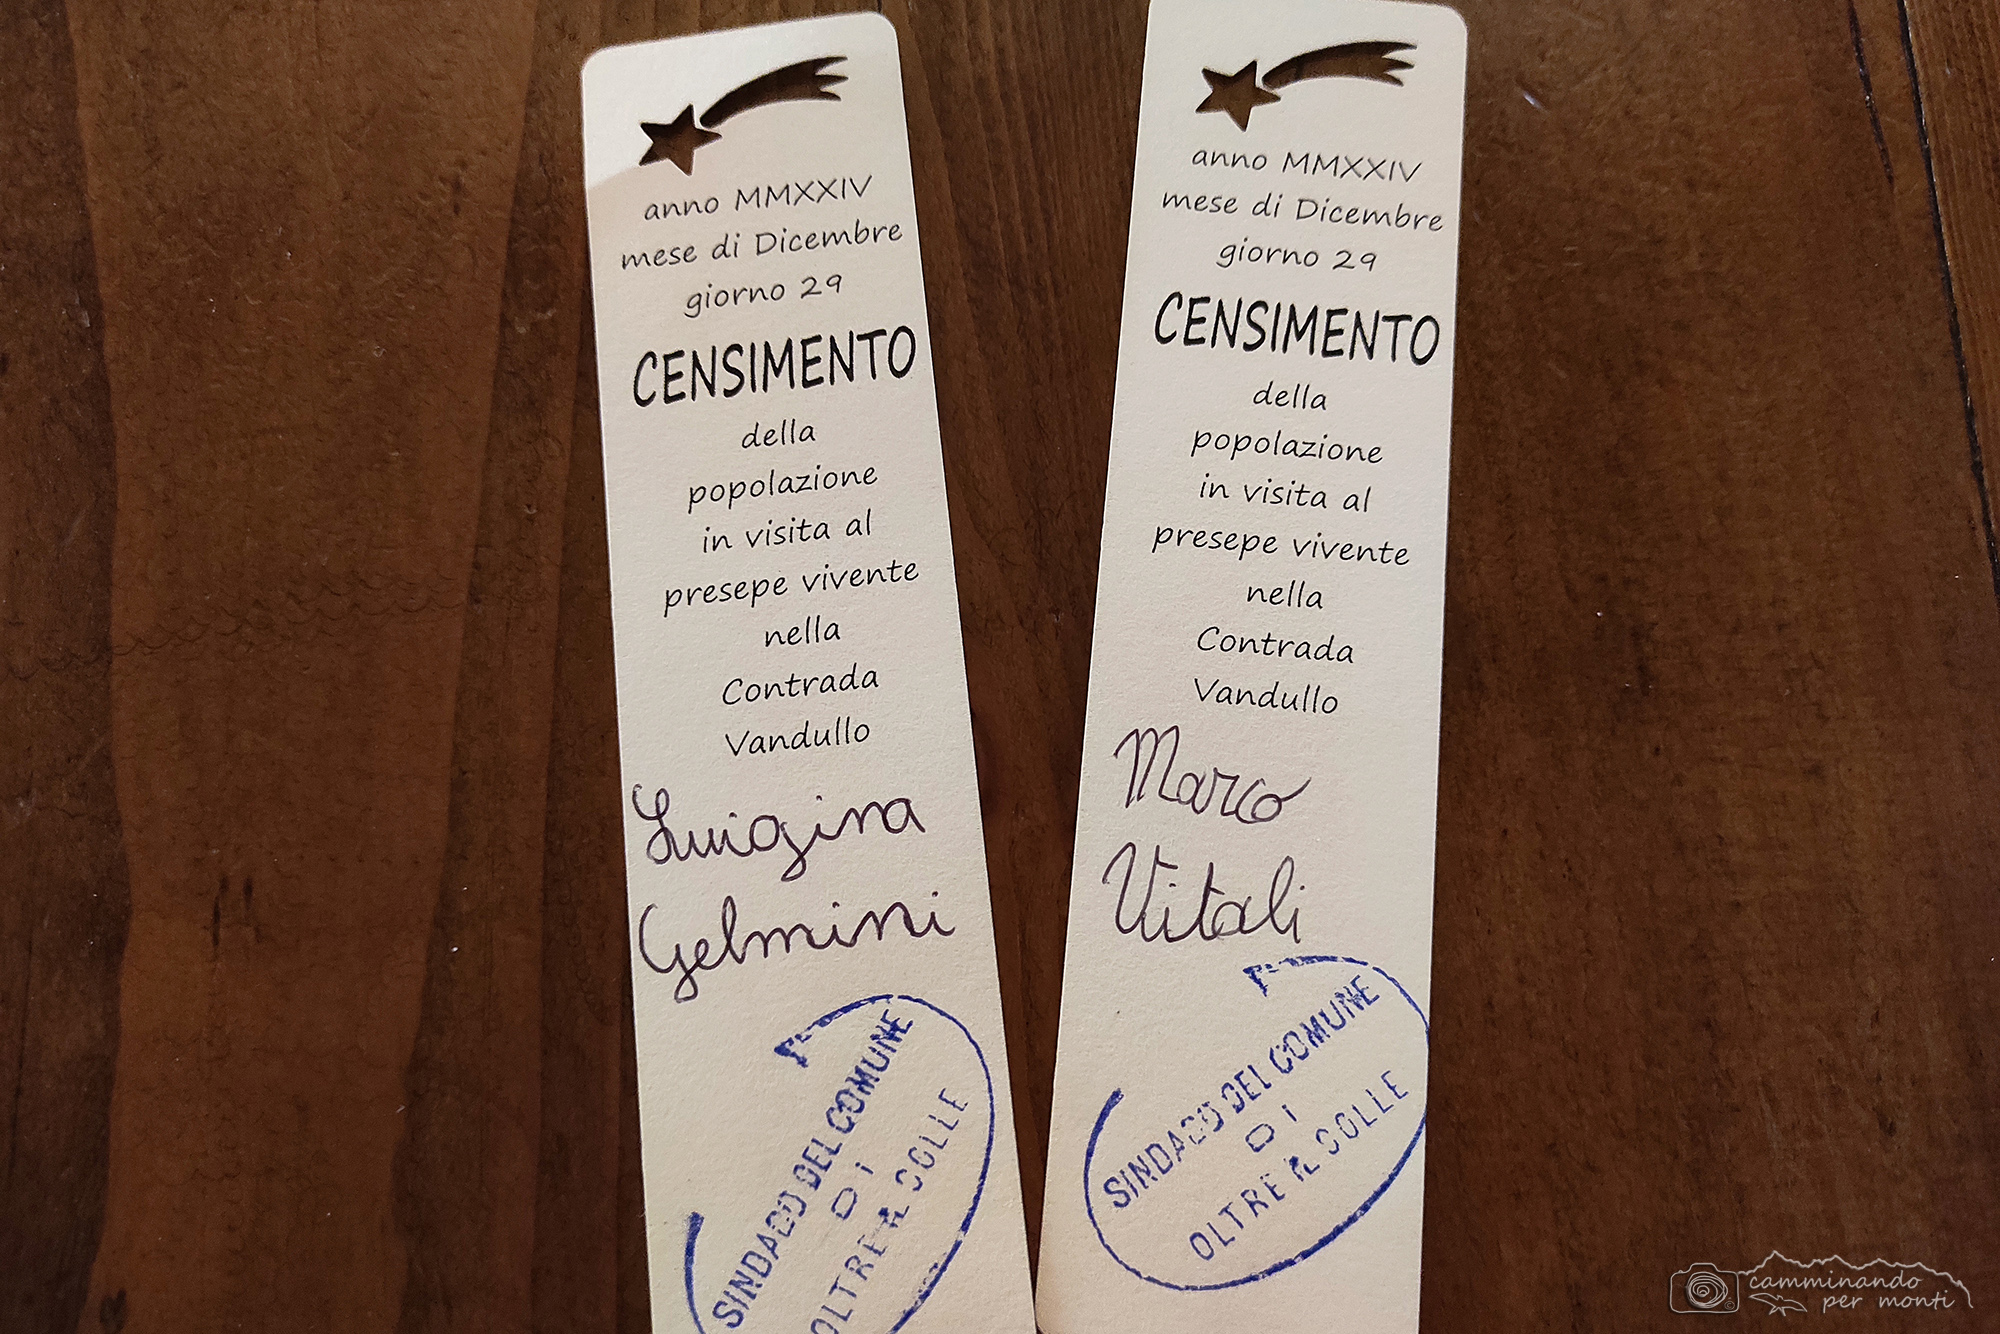 anno MMXXIV
mese di Dicembre
giorno 29
CENSIMENTO
della
popolazione
in visita al
presepe vivente
nella
Contrada
Vandullo
Luigina
Gelmini
SINDACO DEL COMUNE
DI
OLTRE IL COLLE
anno MMXXIV
mese di Dicembre
giorno 29
CENSIMENTO
della
popolazione
in visita al
presepe vivente
nella
Contrada
Vandullo
Marco
Vitali
SINDACO DEL COMUNE
DI
OLTRE IL COLLE
camminando
per monti